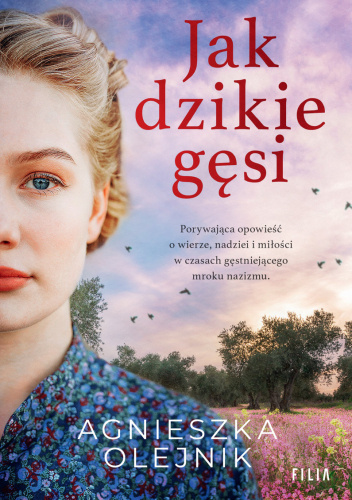 Jak
dzikie
gęsi
Porywająca opowieść
o wierze, nadziei i miłości
w czasach gęstniejącego
mroku nazizmu.
AGNIESZKA
OLEJNIK
FILIA